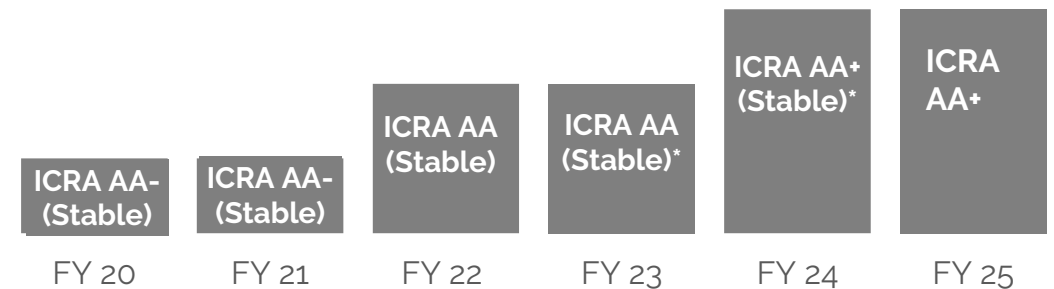 ICRA AA-
(Stable)
ICRA AA-
(Stable)
ICRA AA
(Stable)
ICRA AA
(Stable)*
ICRA AA+
(Stable)*
ICRA
AA+
FY 20
FY 21
FY 22
FY 23
FY 24
FY 25